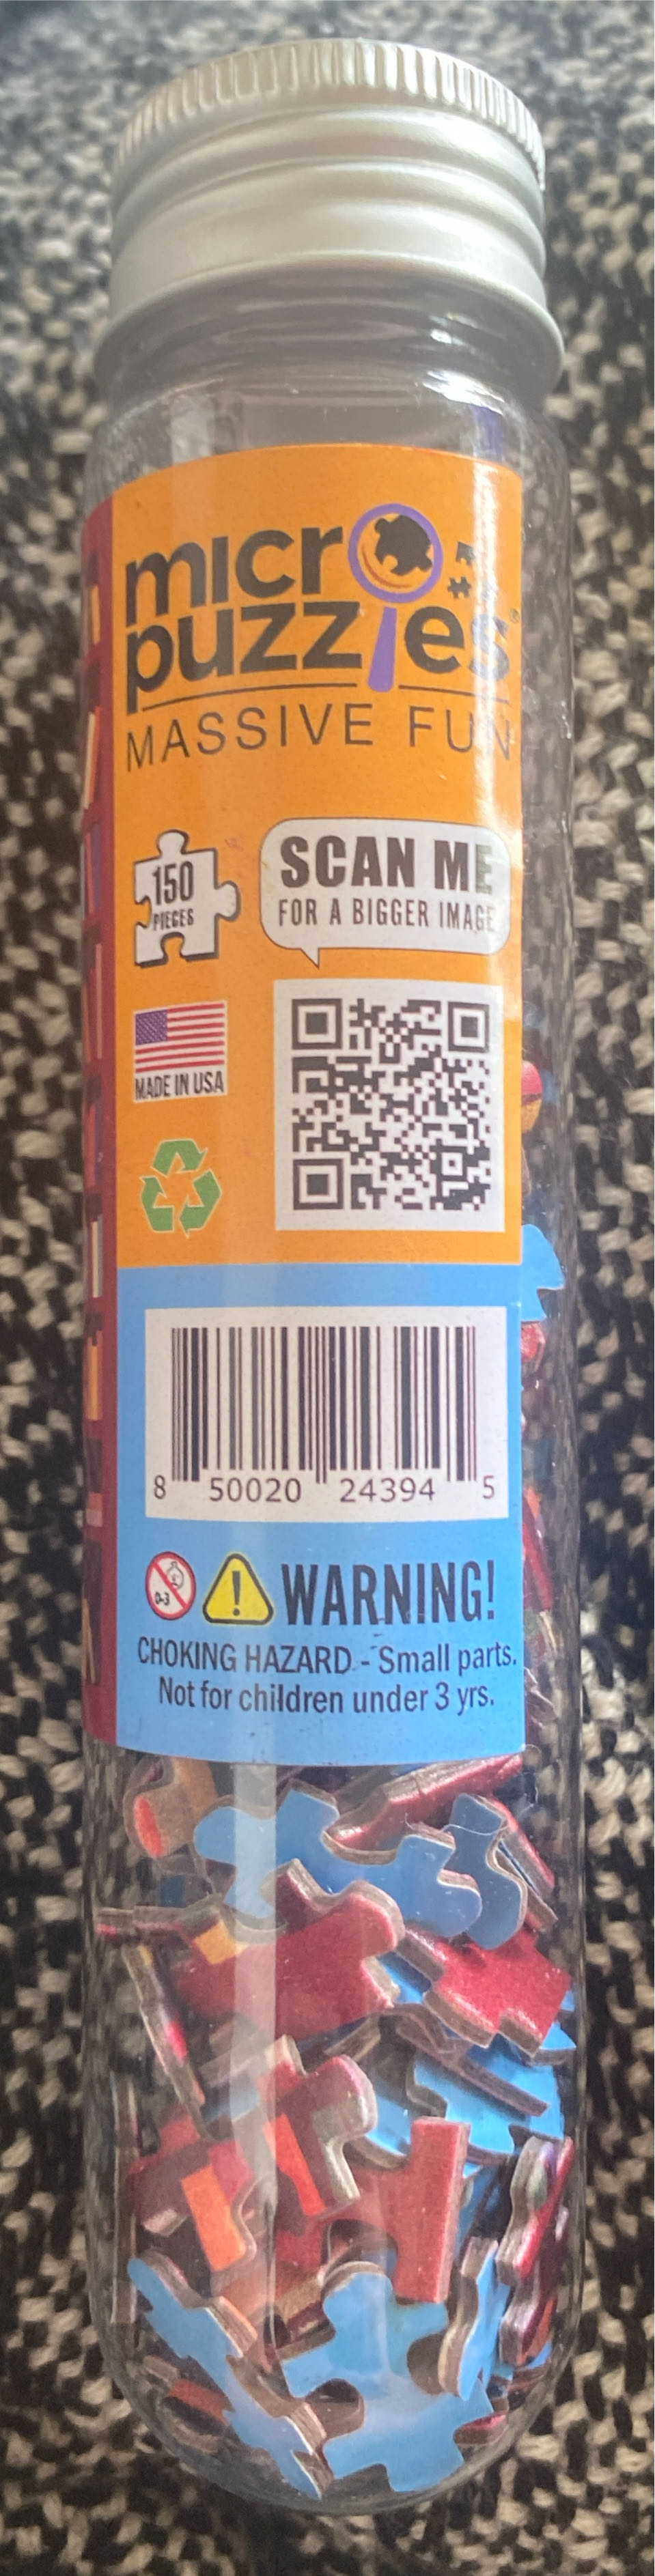 micro
puzzles®
MASSIVE FUN
150
PIECES
SCAN ME
FOR A BIGGER IMAGE
MADE IN USA
8 50020 24394 5
0-3
WARNING!
CHOKING HAZARD - Small parts.
Not for children under 3 yrs.